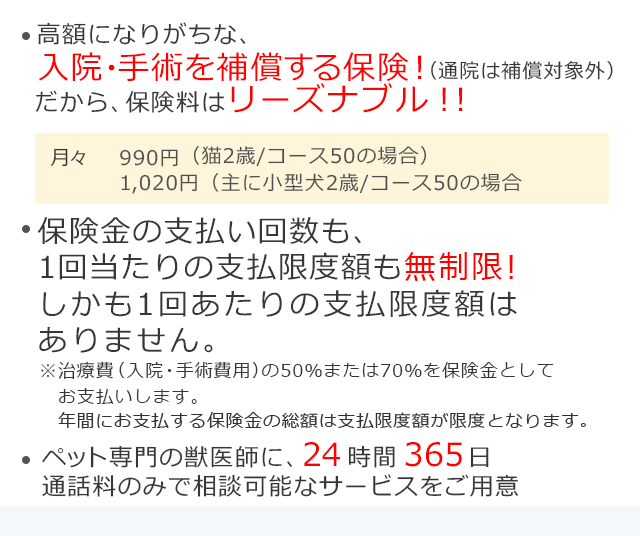 • 高額になりがちな、
入院・手術を補償する保険！（通院は補償対象外）
だから、保険料はリーズナブル！！
月々 990円（猫2歳/コース50の場合）
1,020円（主に小型犬2歳/コース50の場合
• 保険金の支払い回数も、
1回当たりの支払限度額も無制限！
しかも1回あたりの支払限度額は
ありません。
※治療費（入院・手術費用）の50%または70%を保険金として
お支払いします。
年間にお支払する保険金の総額は支払限度額が限度となります。
• ペット専門の獣医師に、24時間365日
通話料のみで相談可能なサービスをご用意